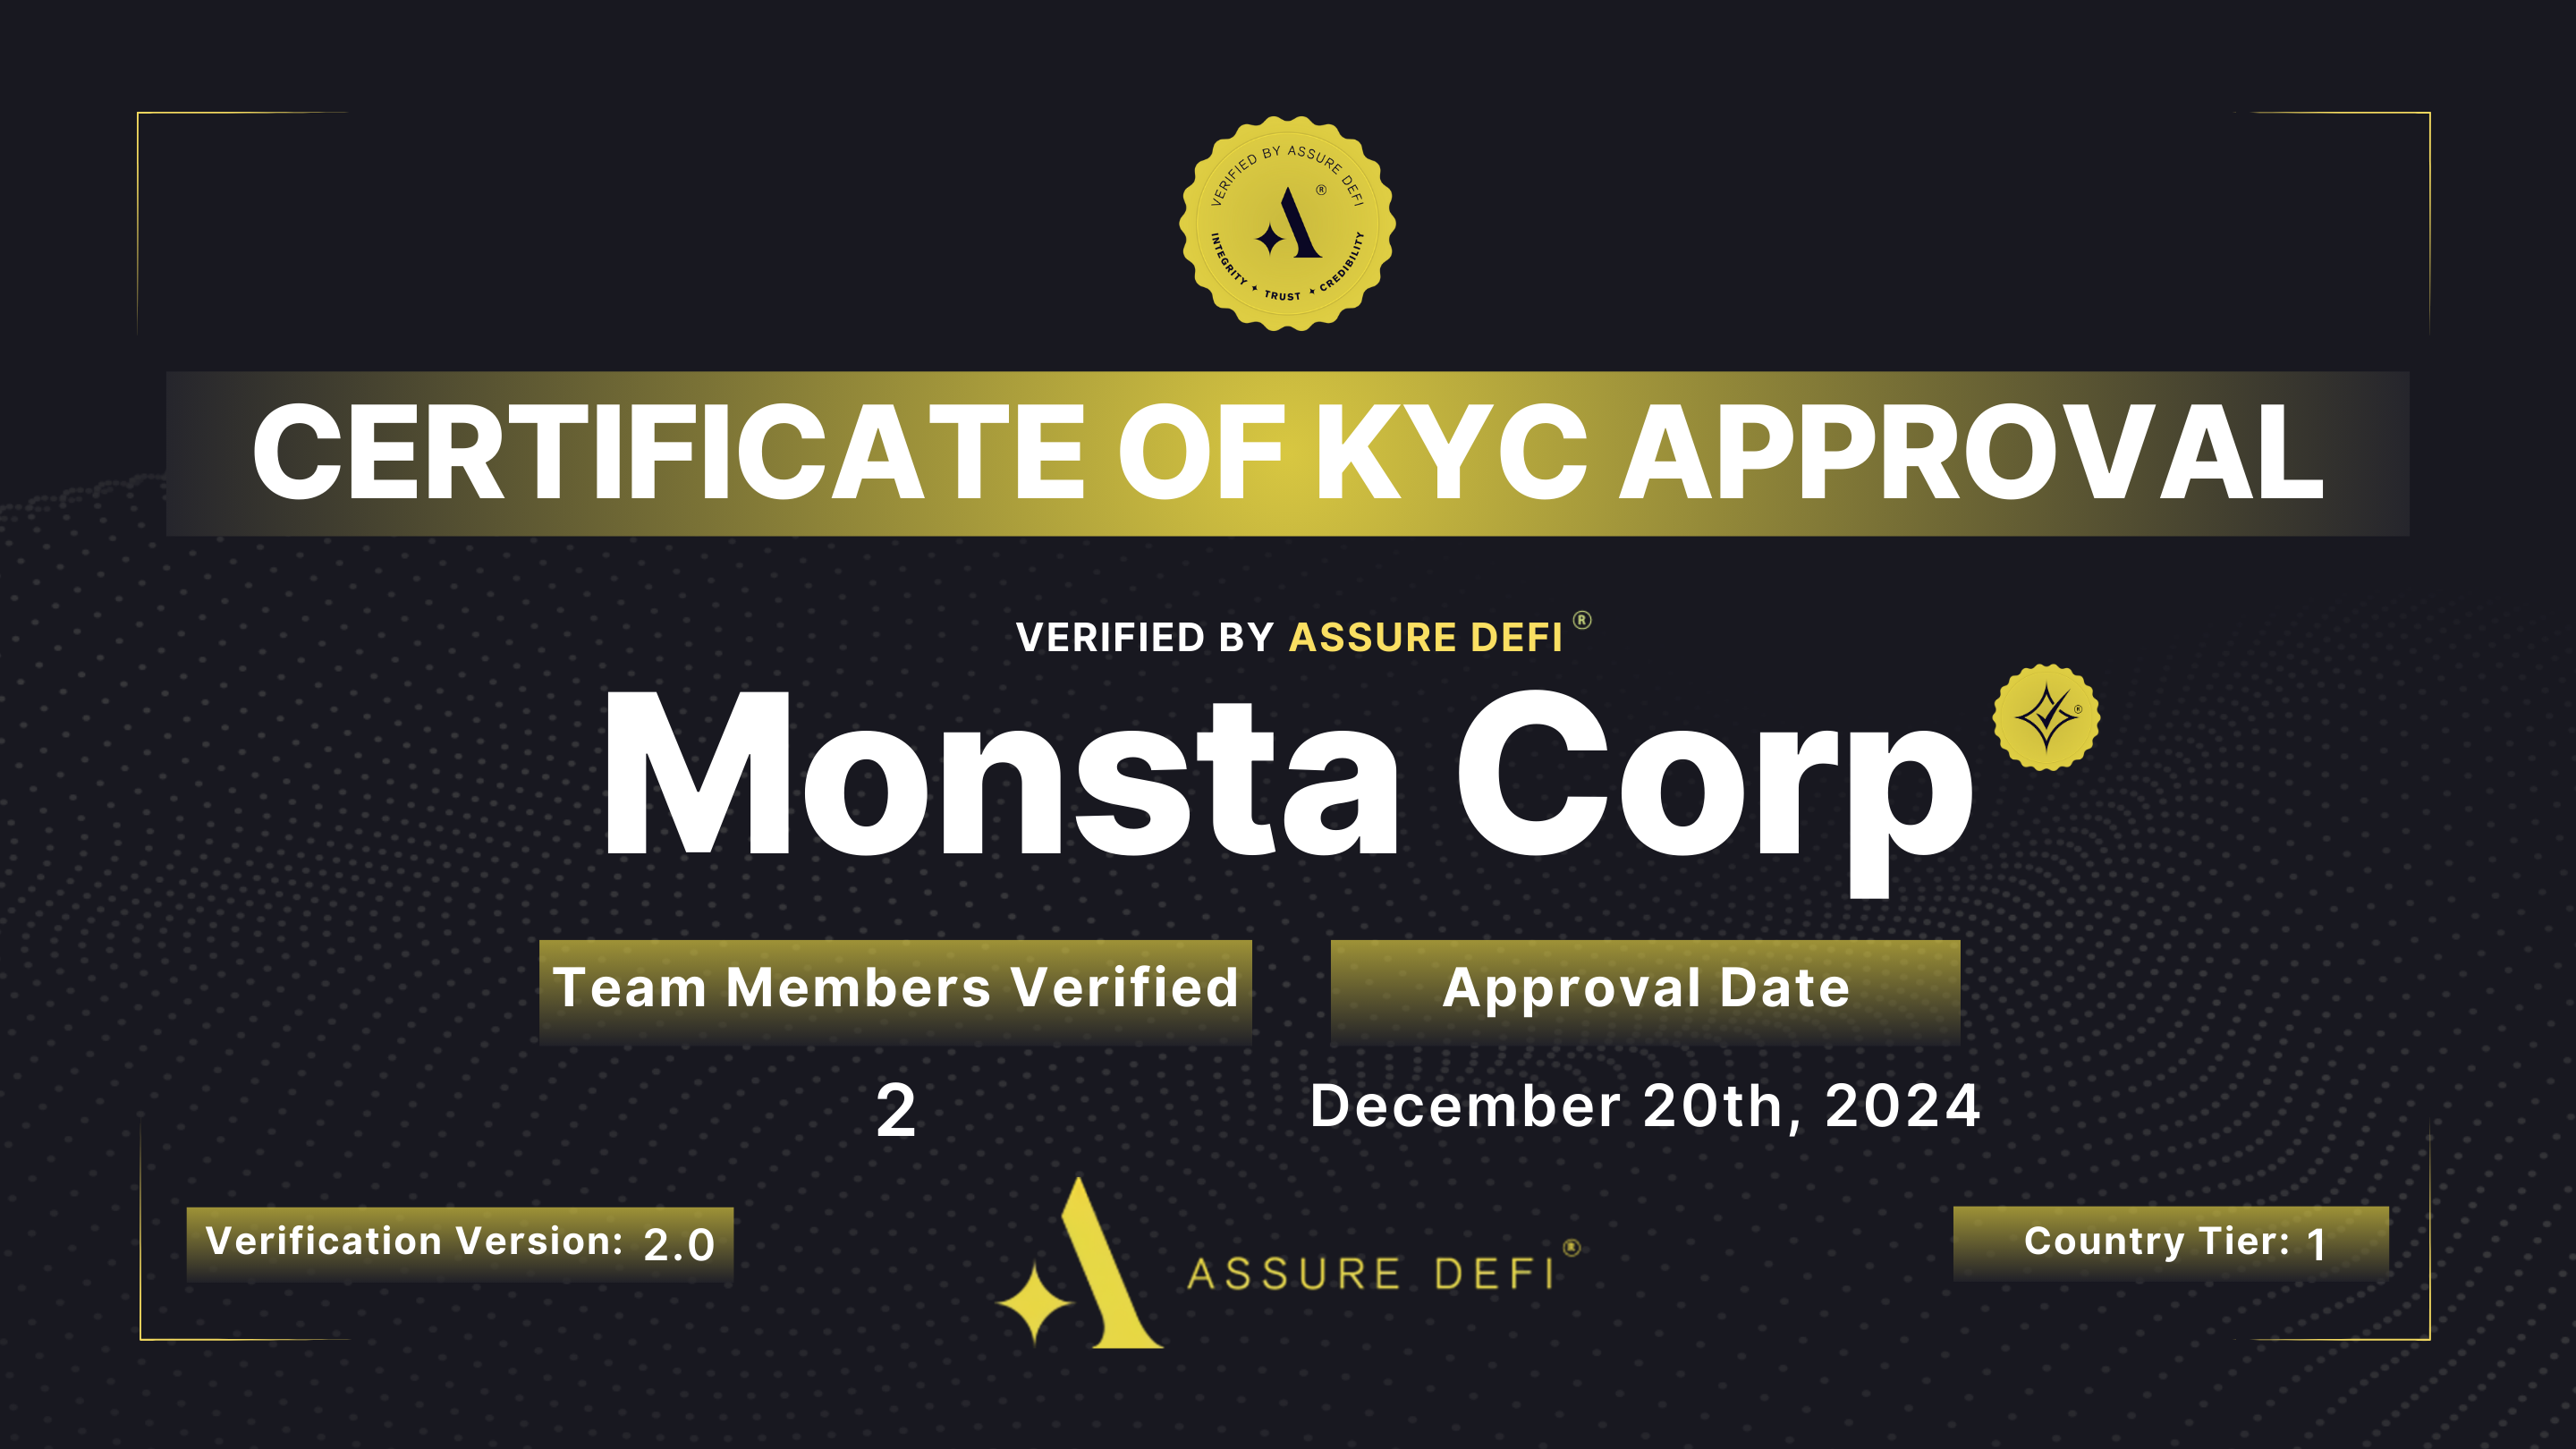 VERIFIED BY ASSURE DEFI
A ®
INTEGRITY ✦ TRUST ✦ CREDIBILITY
CERTIFICATE OF KYC APPROVAL
VERIFIED BY ASSURE DEFI ®
Monsta Corp
®
Team Members Verified
2
Approval Date
December 20th, 2024
Verification Version: 2.0
ASSURE DEFI ®
Country Tier: 1